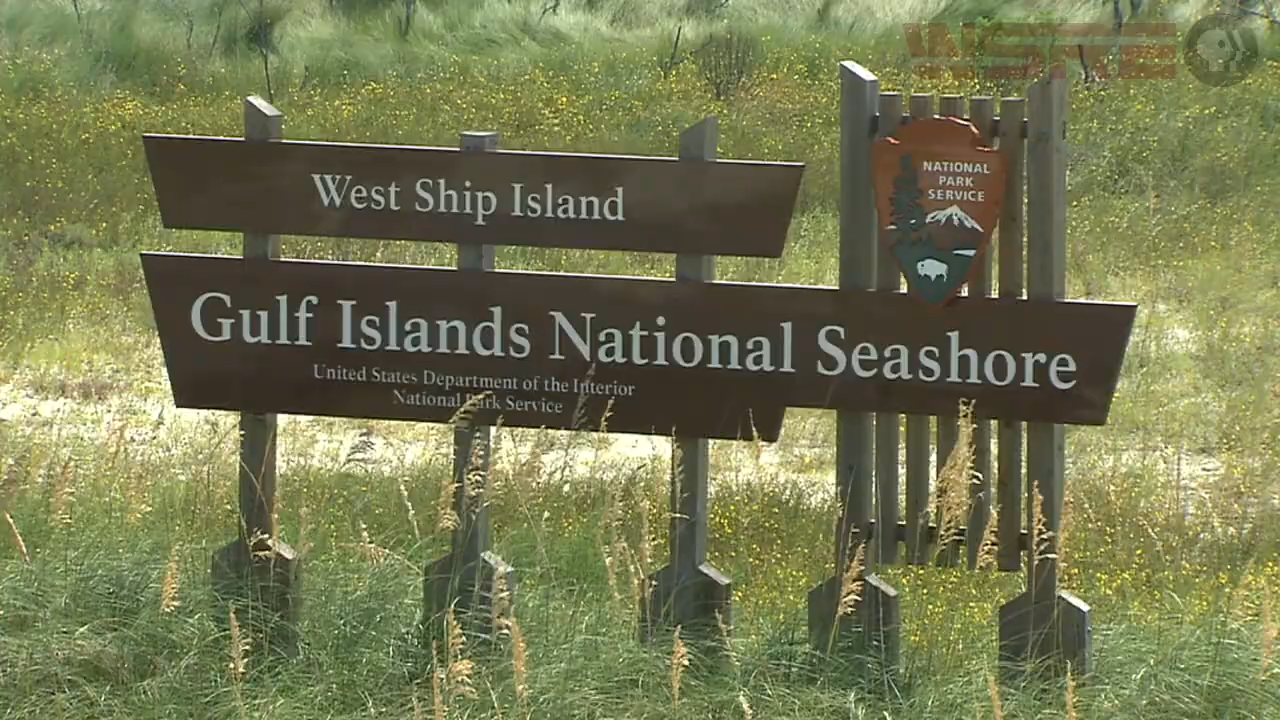 WSRE
West Ship Island
NATIONAL
PARK
SERVICE
Gulf Islands National Seashore
United States Department of the Interior
National Park Service